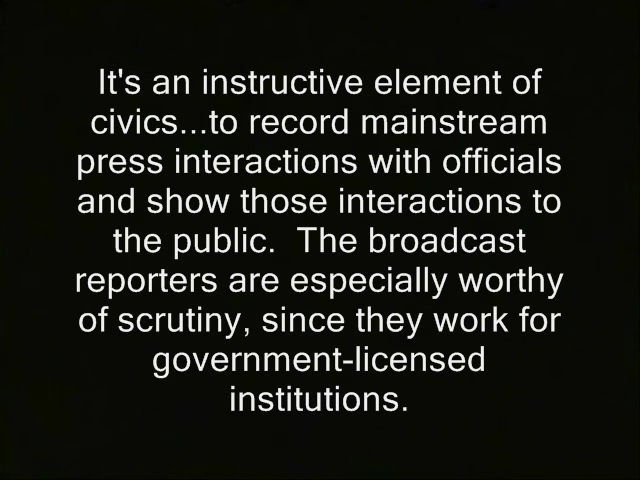 It's an instructive element of
civics...to record mainstream
press interactions with officials
and show those interactions to
the public.  The broadcast
reporters are especially worthy
of scrutiny, since they work for
government-licensed
institutions.